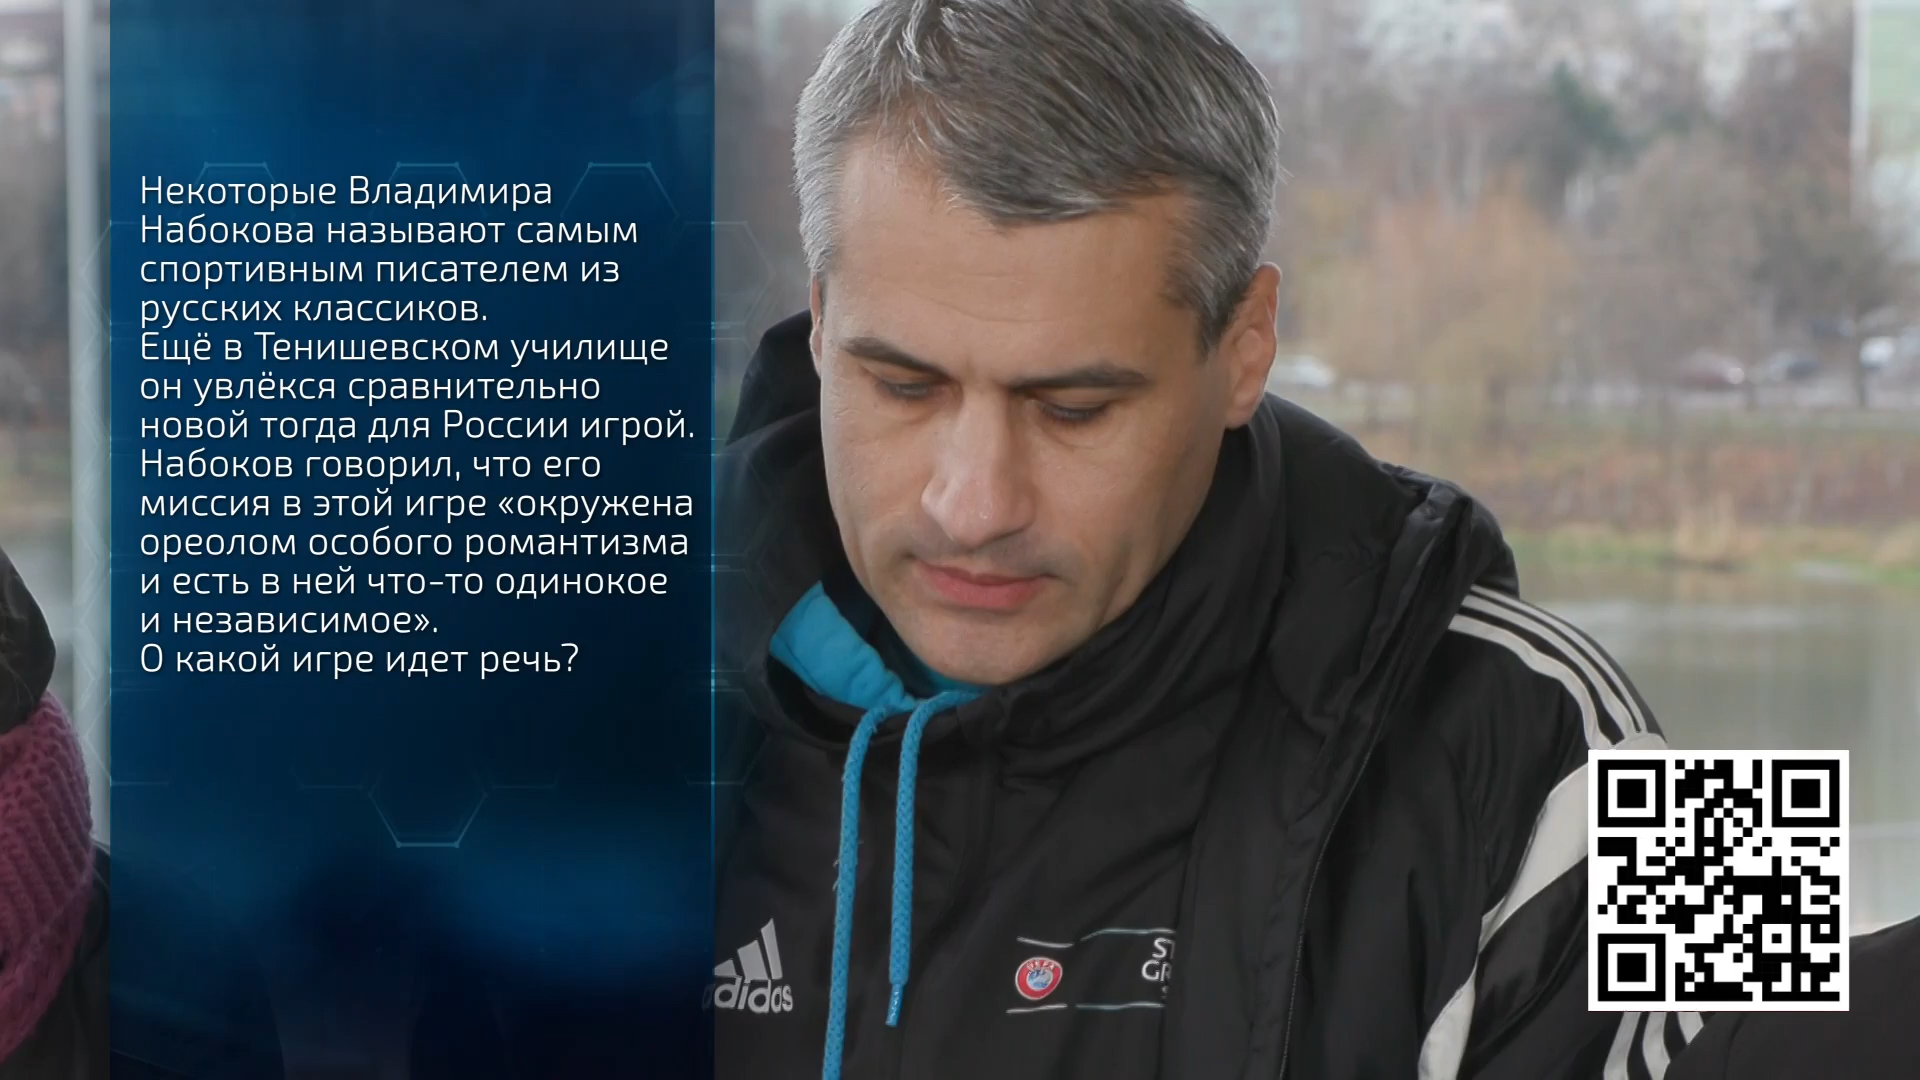 Некоторые Владимира
Набокова называют самым
спортивным писателем из
русских классиков.
Ещё в Тенишевском училище
он увлёкся сравнительно
новой тогда для России игрой.
Набоков говорил, что его
миссия в этой игре «окружена
ореолом особого романтизма
и есть в ней что-то одинокое
и независимое».
О какой игре идет речь?
adidas
UEFA